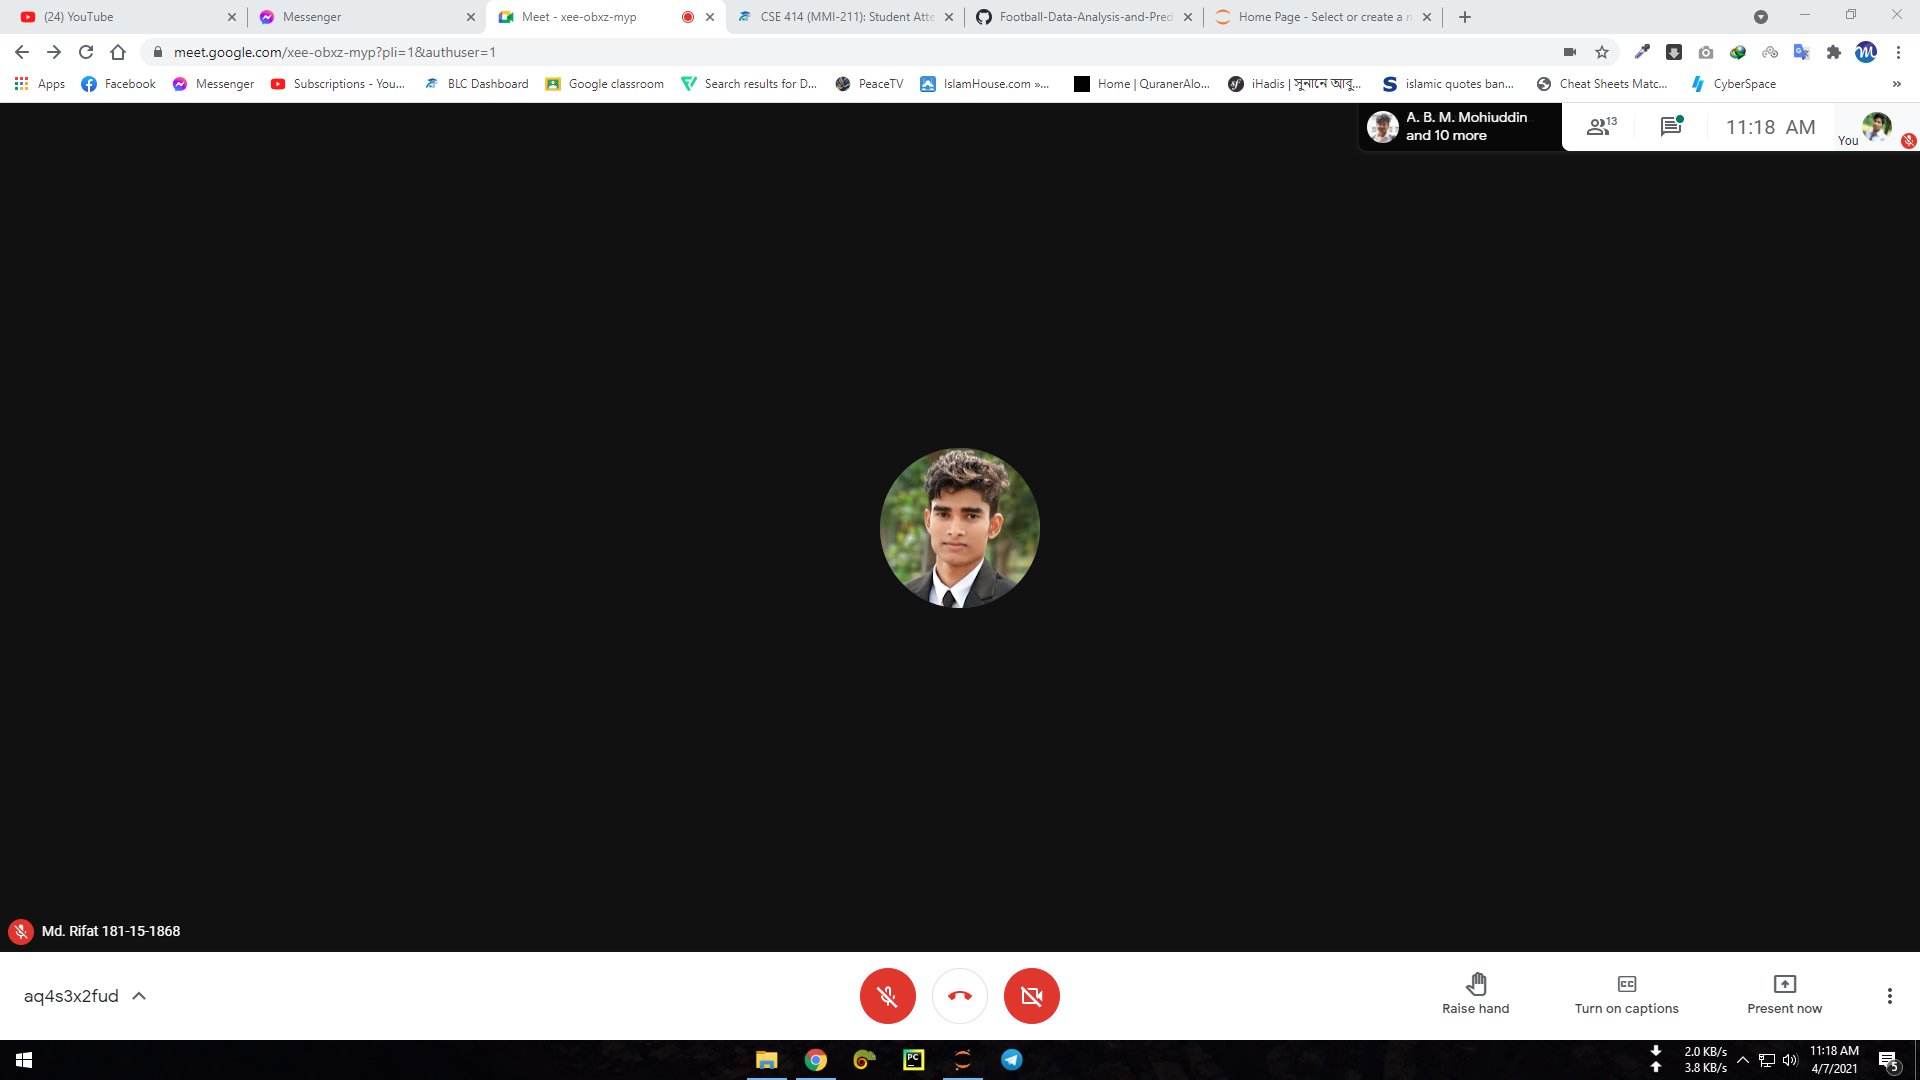 (24) YouTube
Messenger
Meet - xee-obxz-myp
CSE 414 (MMI-211): Student Atte
Football-Data-Analysis-and-Pred
Home Page - Select or create a n
meet.google.com/xee-obxz-myp?pli=1&authuser=1
Apps
Facebook
Messenger
Subscriptions - You...
BLC Dashboard
Google classroom
Search results for D...
PeaceTV
IslamHouse.com »...
Home | QuranerAlo...
iHadis | সুনানে আবু...
islamic quotes ban...
Cheat Sheets Matc...
CyberSpace
»
A. B. M. Mohiuddin
and 10 more
13
11:18 AM
You
Md. Rifat 181-15-1868
aq4s3x2fud
Raise hand
CC
Turn on captions
Present now
PC
2.0 KB/s
3.8 KB/s
11:18 AM
4/7/2021
5